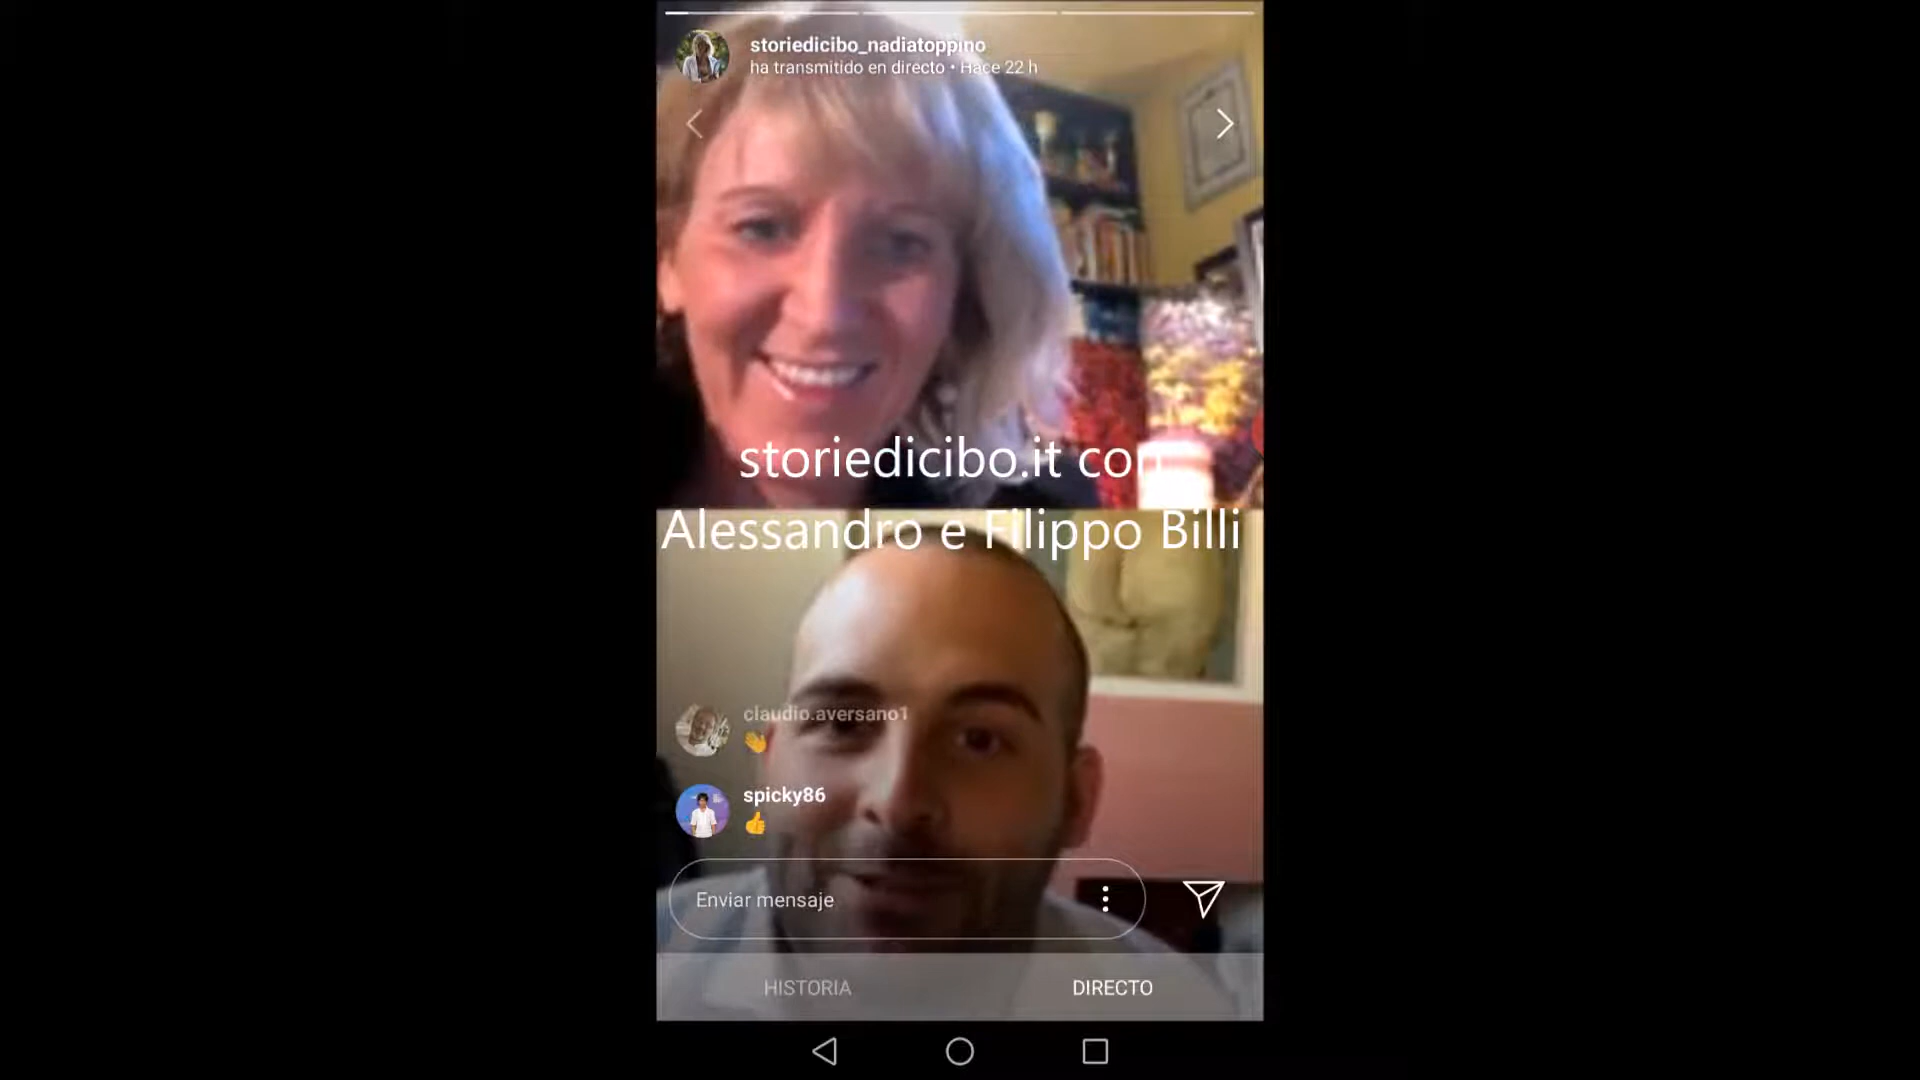 storiedicibo_nadiatoppino
ha transmitido en directo • Hace 22 h
storiedicibo.it con
Alessandro e Filippo Billi
claudio.aversano1
👏
spicky86
👍
Enviar mensaje
HISTORIA
DIRECTO